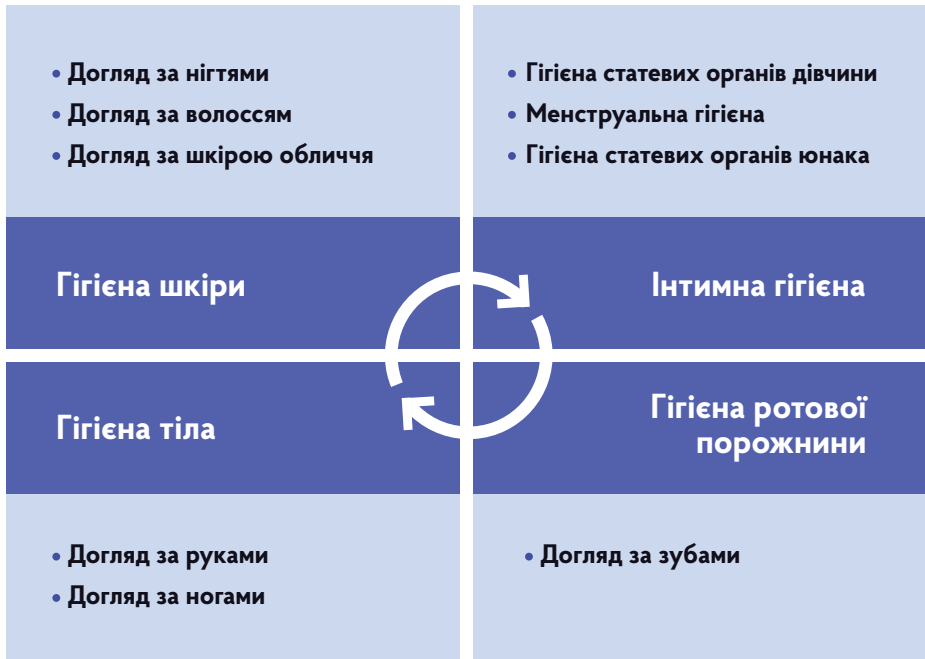 • Догляд за нігтями
• Догляд за волоссям
• Догляд за шкірою обличчя
Гігієна шкіри
• Гігієна статевих органів дівчини
• Менструальна гігієна
• Гігієна статевих органів юнака
Інтимна гігієна
Гігієна тіла
• Догляд за руками
• Догляд за ногами
Гігієна ротової
порожнини
• Догляд за зубами